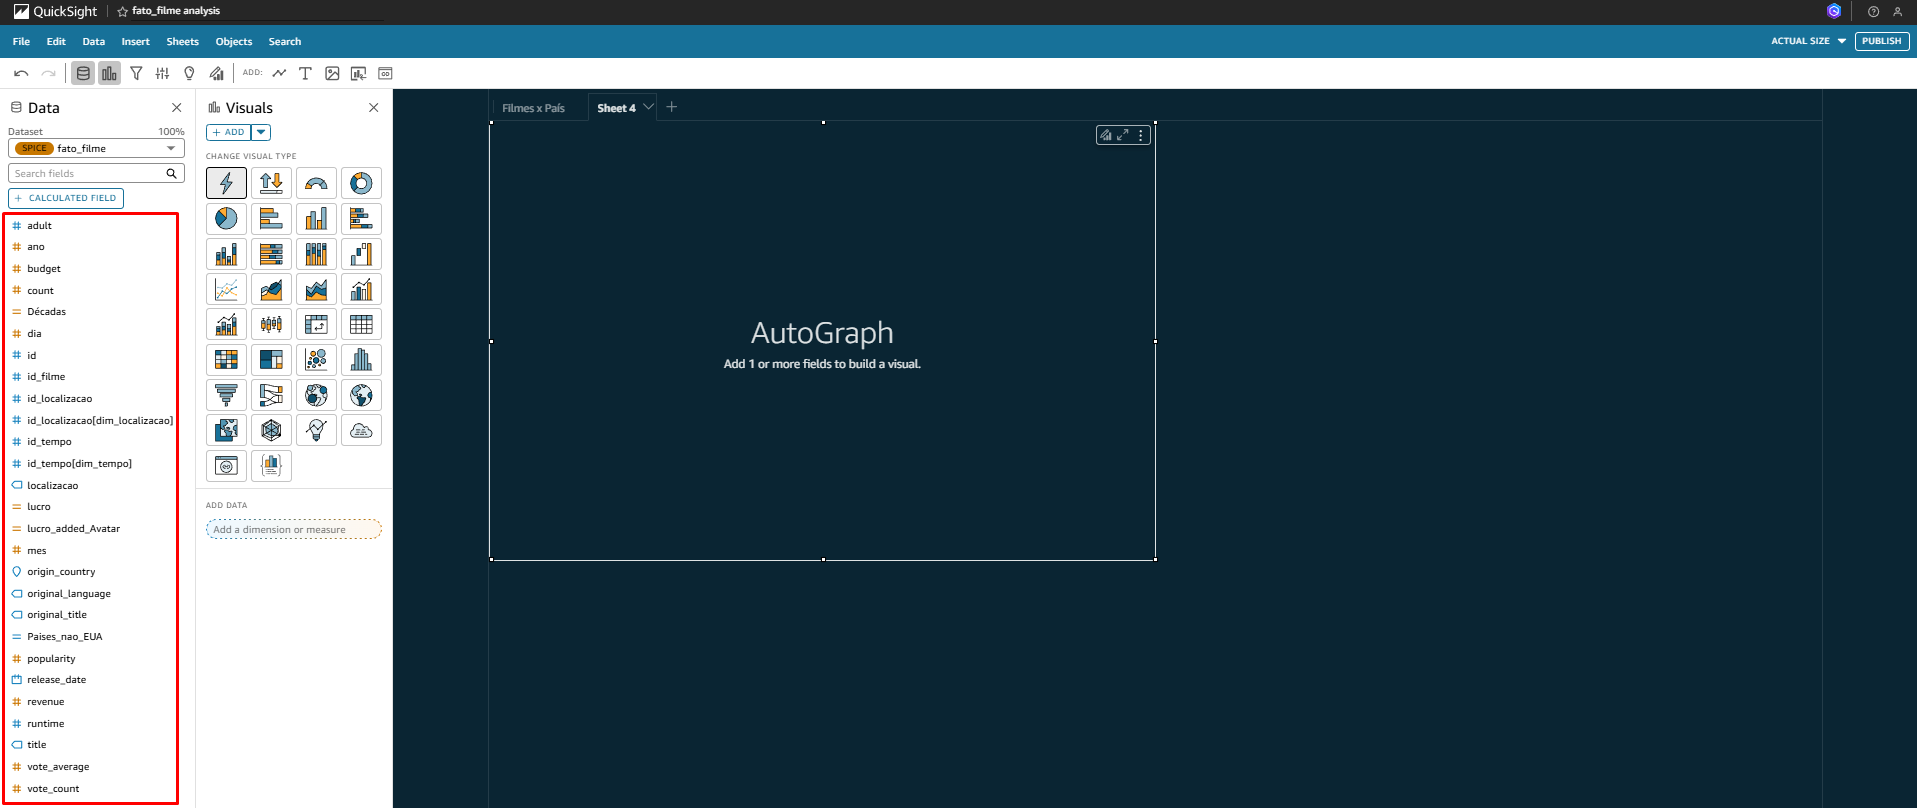 QuickSight
fato_filme analysis
File Edit Data Insert Sheets Objects Search
ACTUAL SIZE
PUBLISH
ADD:
Data
Dataset 100%
SPICE fato_filme
Search fields
+ CALCULATED FIELD
adult
ano
budget
count
Décadas
dia
id
id_filme
id_localizacao
id_localizacao[dim_localizacao]
id_tempo
id_tempo[dim_tempo]
localizacao
lucro
lucro_added_Avatar
mes
origin_country
original_language
original_title
Paises_nao_EUA
popularity
release_date
revenue
runtime
title
vote_average
vote_count
Visuals
+ ADD
CHANGE VISUAL TYPE
ADD DATA
Add a dimension or measure
Filmes x País
Sheet 4
AutoGraph
Add 1 or more fields to build a visual.